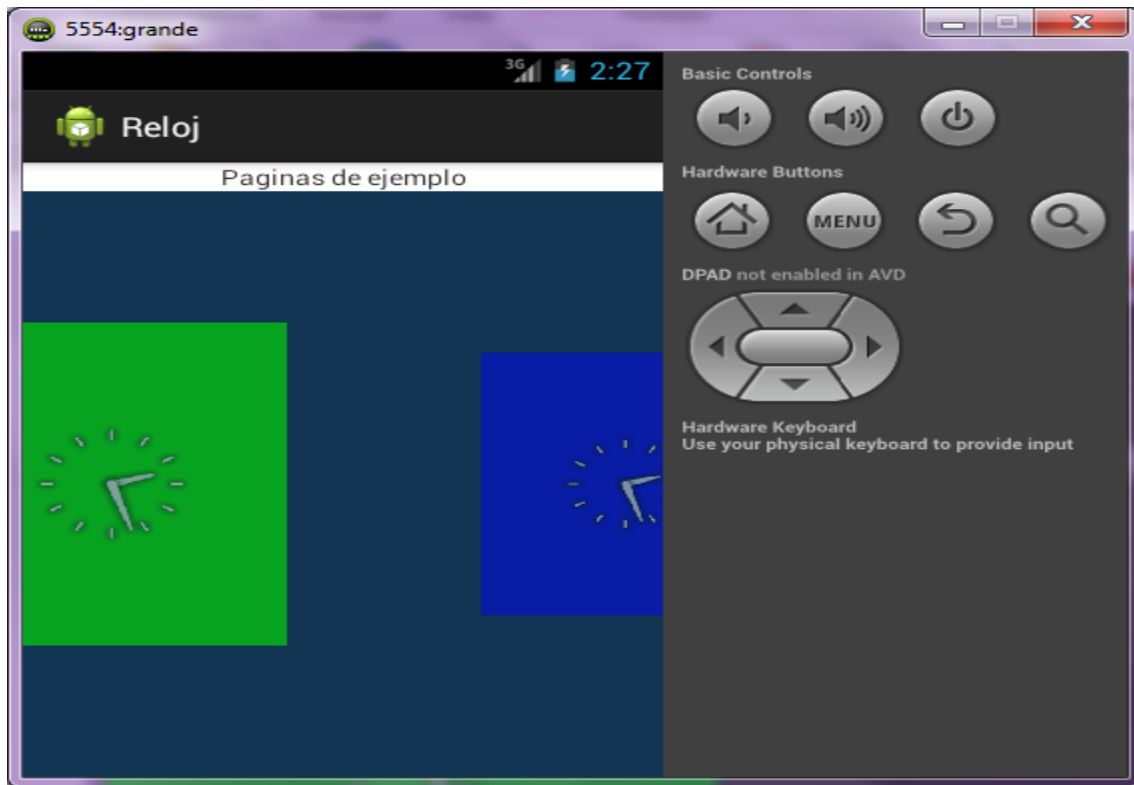 5554:grande
3G 2:27
Reloj
Paginas de ejemplo
Basic Controls
Hardware Buttons
MENU
DPAD not enabled in AVD
Hardware Keyboard
Use your physical keyboard to provide input